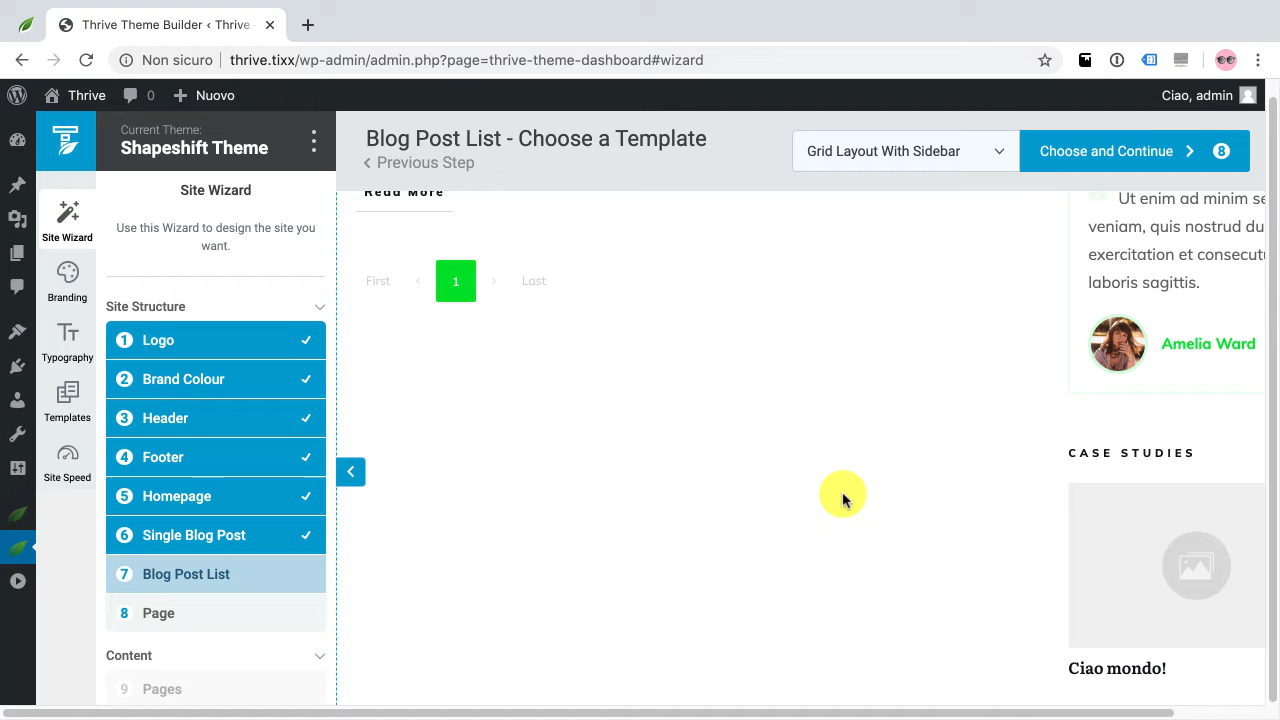 Thrive Theme Builder ‹ Thrive -
Non sicuro
thrive.tixx/wp-admin/admin.php?page=thrive-theme-dashboard#wizard
Thrive
0
Nuovo
Ciao, admin
Current Theme:
Shapeshift Theme
Blog Post List - Choose a Template
Previous Step
Grid Layout With Sidebar
Choose and Continue
8
Site Wizard
Branding
Typography
Templates
Site Speed
Site Wizard
Use this Wizard to design the site you
want.
Site Structure
1 Logo
2 Brand Colour
3 Header
4 Footer
5 Homepage
6 Single Blog Post
7 Blog Post List
8 Page
Content
9 Pages
Read More
First
1
Last
Ut enim ad minim se
veniam, quis nostrud du
exercitation et consecut
laboris sagittis.
Amelia Ward
CASE STUDIES
Ciao mondo!